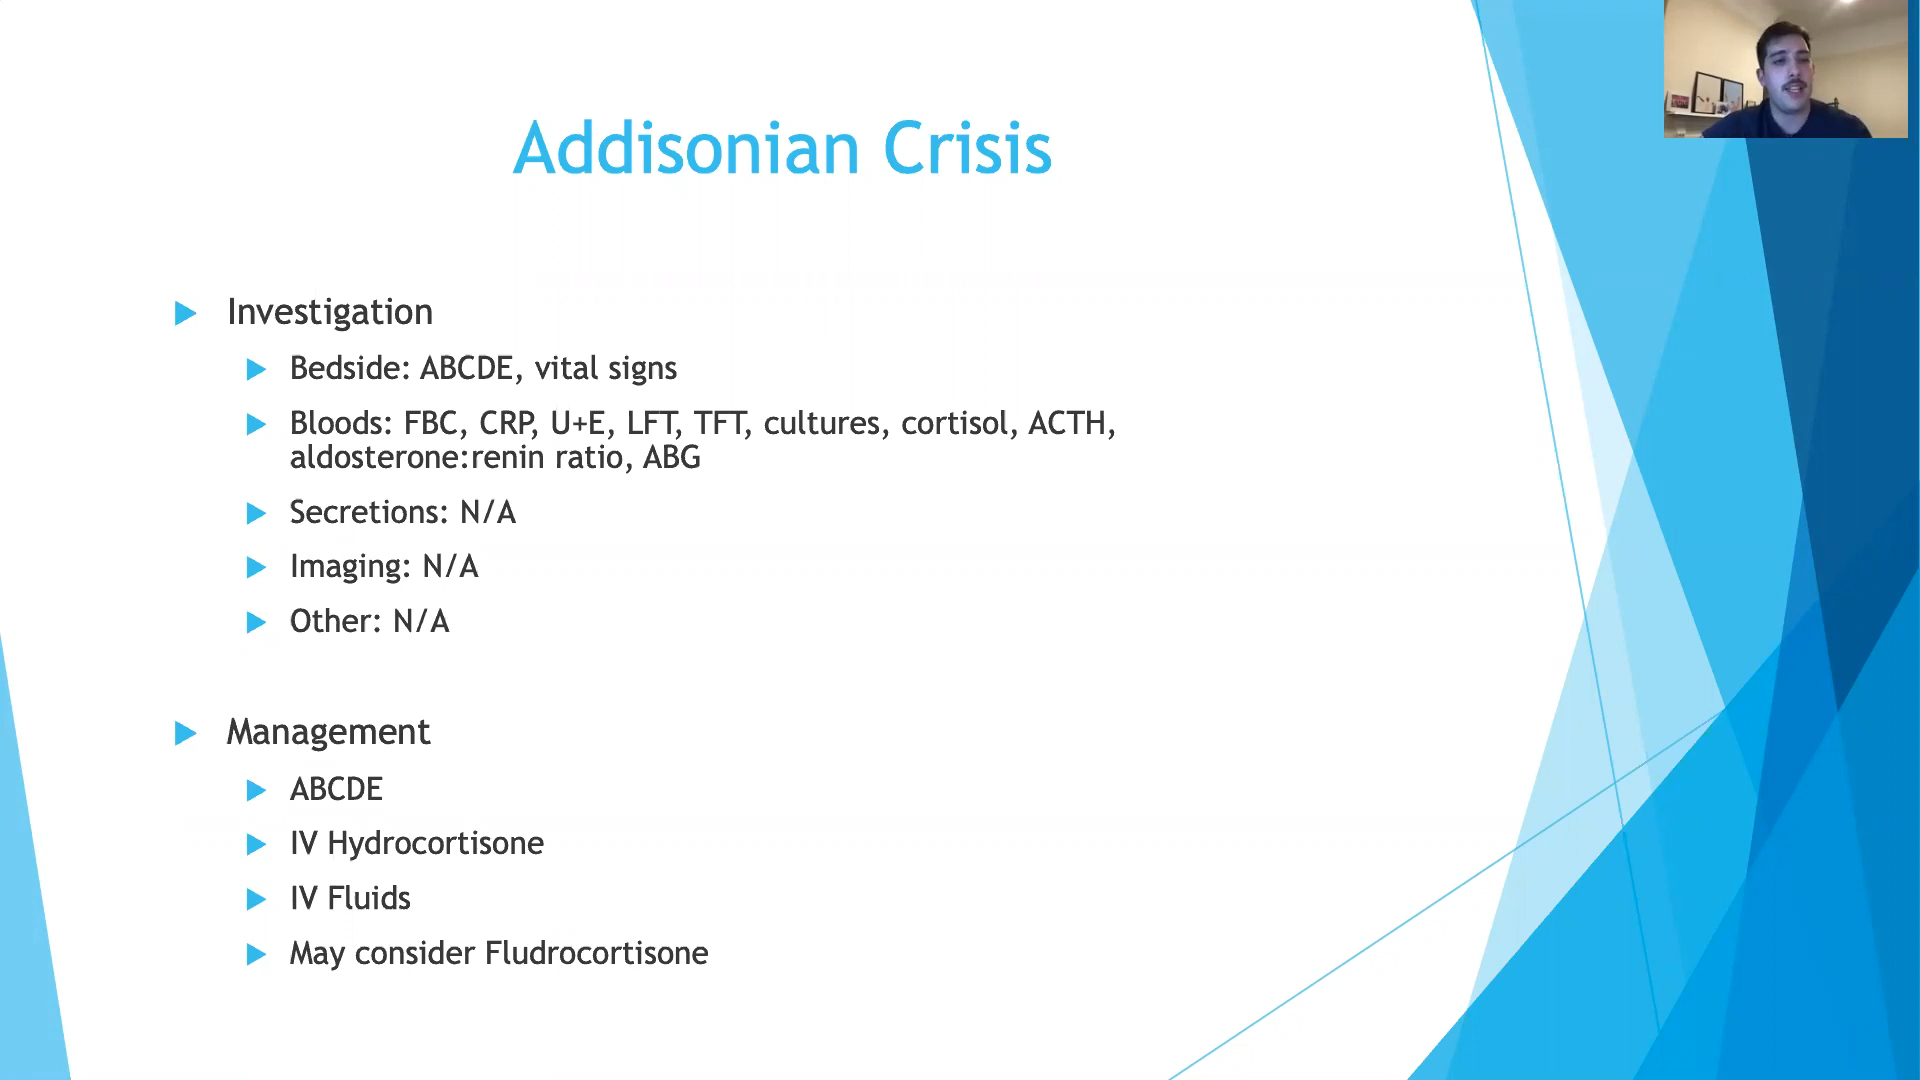 Addisonian Crisis
Investigation
Bedside: ABCDE, vital signs
Bloods: FBC, CRP, U+E, LFT, TFT, cultures, cortisol, ACTH,
aldosterone:renin ratio, ABG
Secretions: N/A
Imaging: N/A
Other: N/A
Management
ABCDE
IV Hydrocortisone
IV Fluids
May consider Fludrocortisone